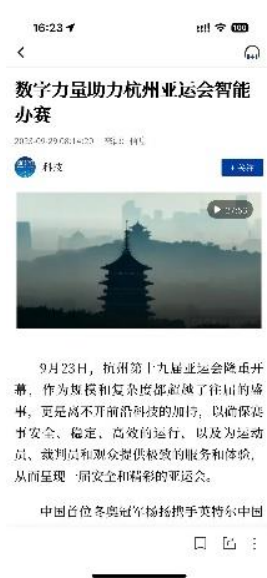 16:23
100
数字力量助力杭州亚运会智能
办赛
2023-09-29 08:14:20
科技
+ 关注
9月23日，杭州第十九届亚运会隆重开
幕，作为规模和复杂度都超越了往届的盛
事，更是离不开前沿科技的加持，以确保赛
事安全、稳定、高效的运行，以及为运动
员、裁判员和观众提供极致的服务和体验，
从而呈现一届安全和精彩的亚运会。
中国首位冬奥冠军杨扬携手英特尔中国